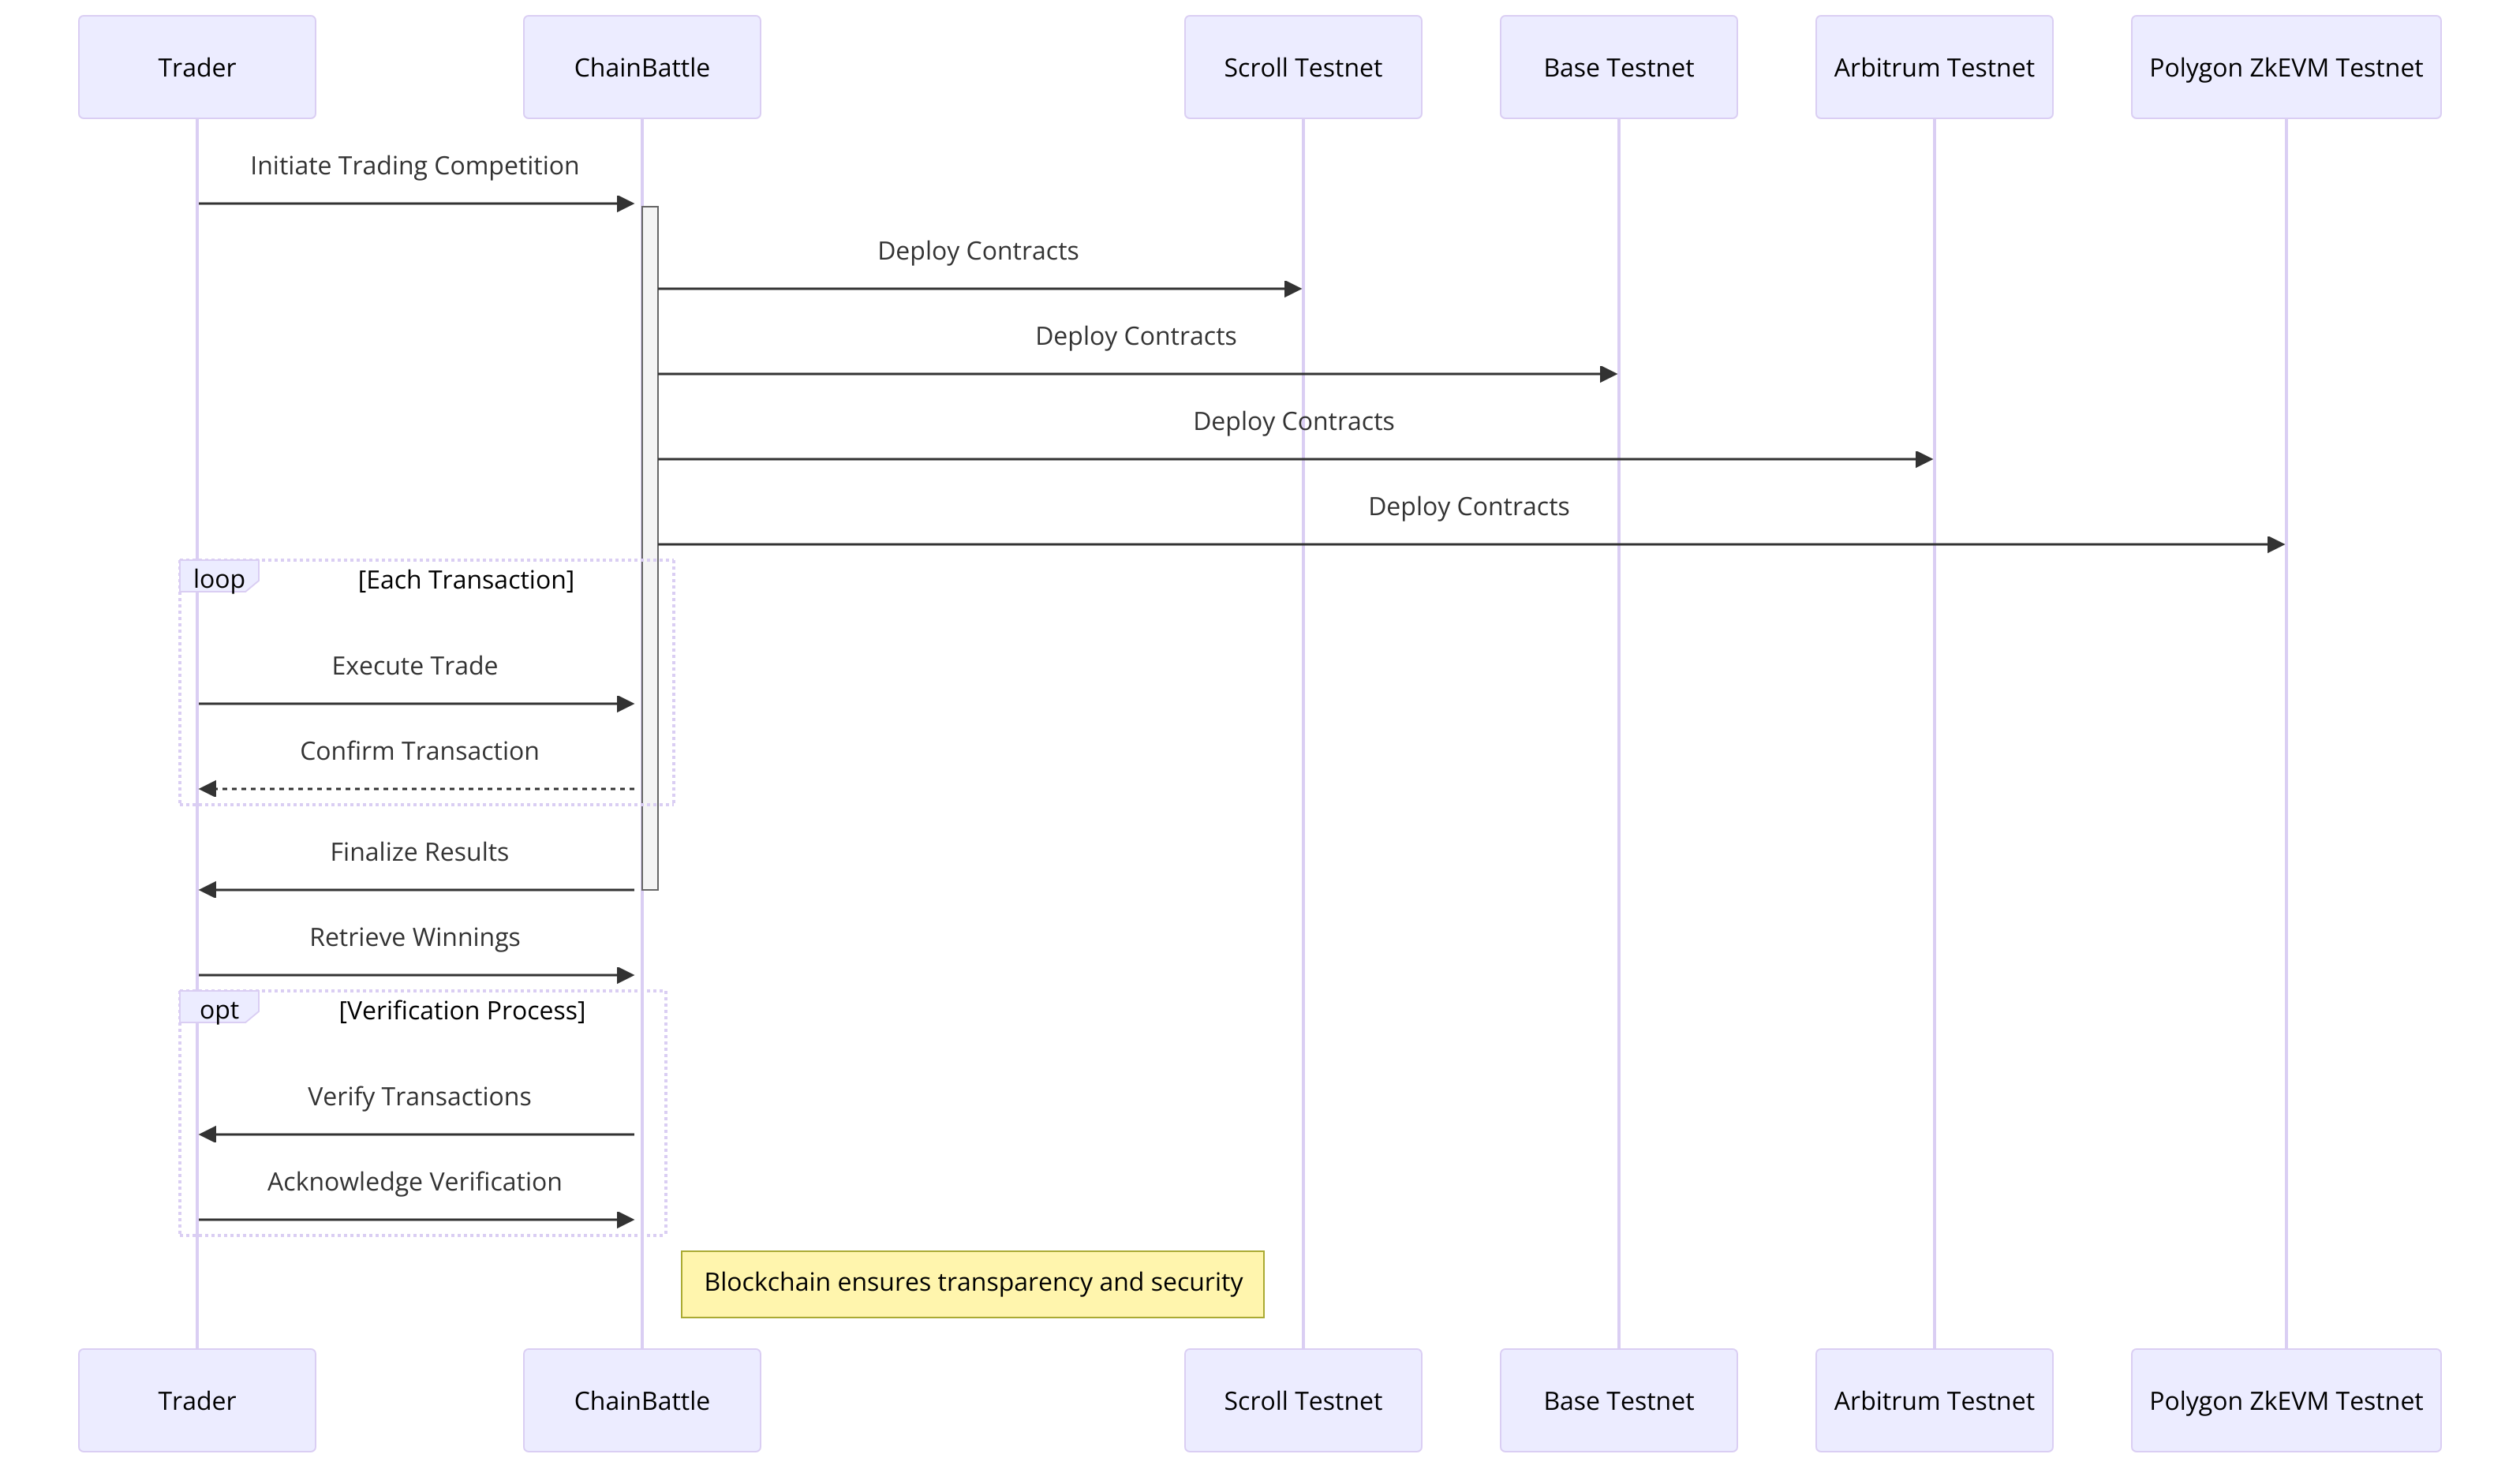 Trader
ChainBattle
Scroll Testnet
Base Testnet
Arbitrum Testnet
Polygon ZkEVM Testnet
Initiate Trading Competition
Deploy Contracts
Deploy Contracts
Deploy Contracts
Deploy Contracts
loop
[Each Transaction]
Execute Trade
Confirm Transaction
Finalize Results
Retrieve Winnings
opt
[Verification Process]
Verify Transactions
Acknowledge Verification
Blockchain ensures transparency and security
Trader
ChainBattle
Scroll Testnet
Base Testnet
Arbitrum Testnet
Polygon ZkEVM Testnet